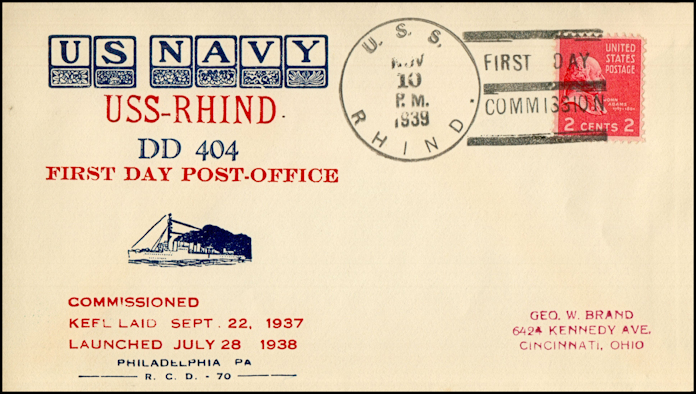 US NAVY
USS-RHIND.
DD 404
FIRST DAY POST-OFFICE
COMMISSIONED
KEEL LAID SEPT. 22, 1937
LAUNCHED JULY 28 1938
PHILADELPHIA PA
R. C. D. - 70
U. S. S.
NOV
10
P.M.
1939
RHIND.
FIRST DAY
COMMISSION
UNITED
STATES
POSTAGE
JOHN
ADAMS
2 CENTS 2
GEO. W. BRAND
6424 KENNEDY AVE.
CINCINNATI, OHIO